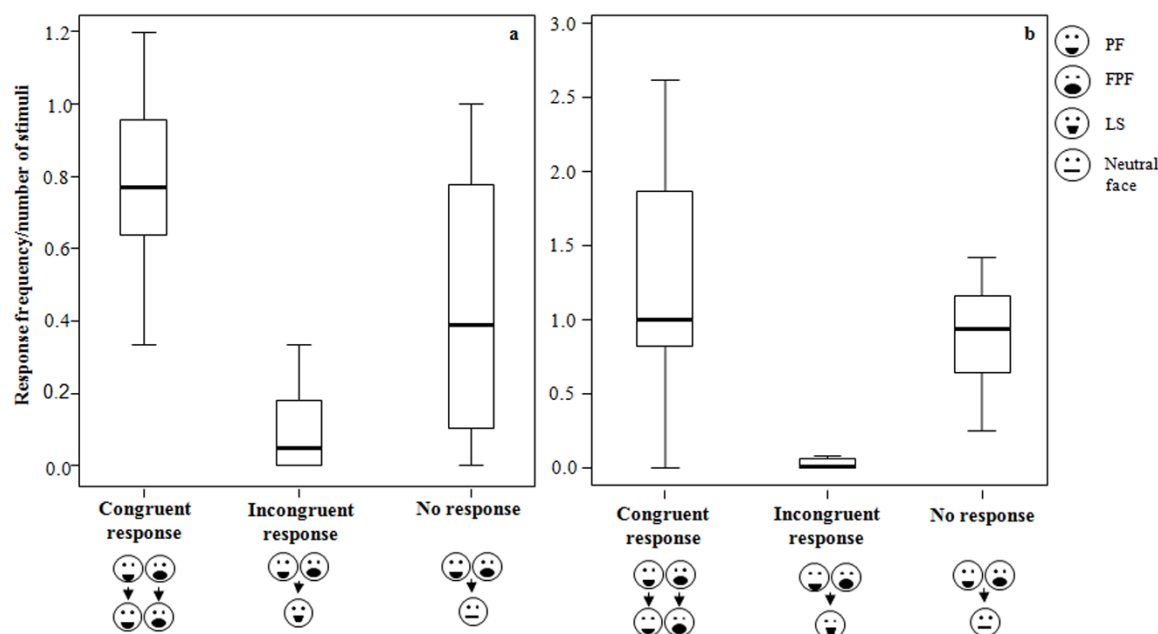 Response frequency/number of stimuli
1.2
1.0
0.8
0.6
0.4
0.2
0.0
a
Congruent
response
Incongruent
response
No response
3.0
2.5
2.0
1.5
1.0
0.5
0.0
b
Congruent
response
Incongruent
response
No response
PF
FPF
LS
Neutral
face